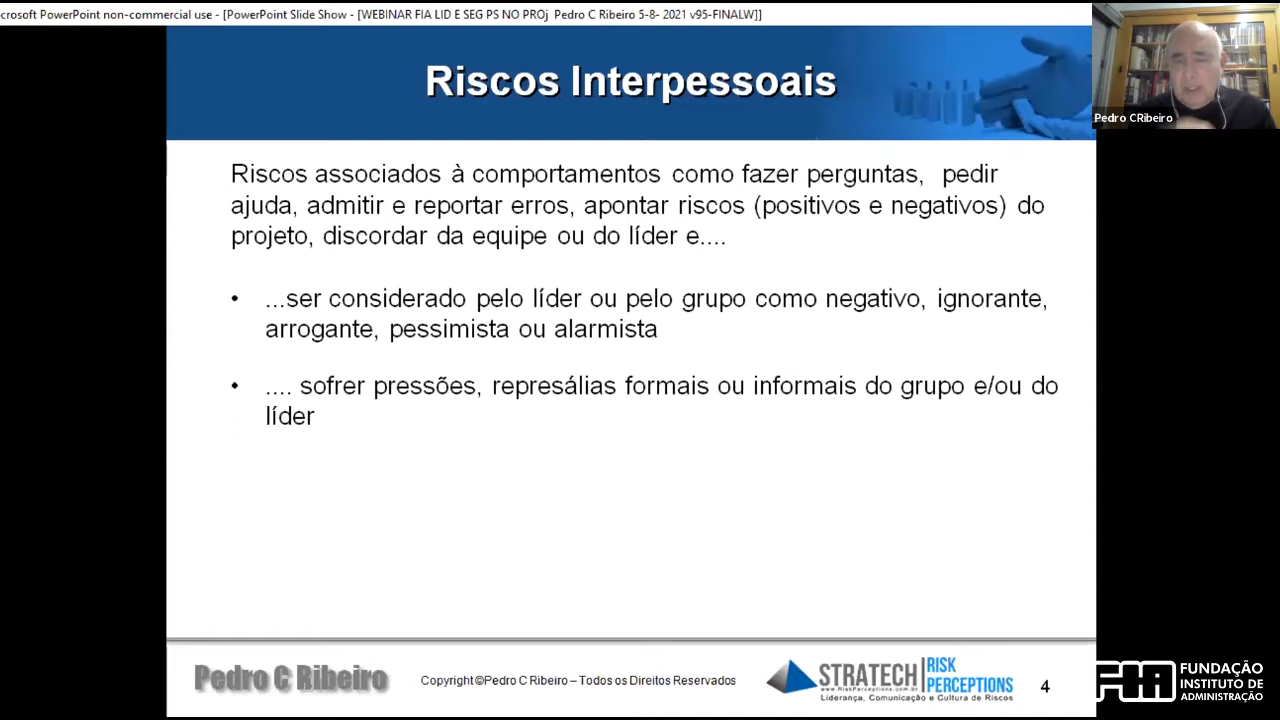 crosoft PowerPoint non-commercial use - [PowerPoint Slide Show - [WEBINAR FIA LID E SEG PS NO PROj  Pedro C Ribeiro 5-8- 2021 v95-FINALW]]
Riscos Interpessoais
Pedro CRibeiro
Riscos associados à comportamentos como fazer perguntas, pedir
ajuda, admitir e reportar erros, apontar riscos (positivos e negativos) do
projeto, discordar da equipe ou do líder e....
• ...ser considerado pelo líder ou pelo grupo como negativo, ignorante,
arrogante, pessimista ou alarmista
• .... sofrer pressões, represálias formais ou informais do grupo e/ou do
líder
Pedro C Ribeiro
Copyright ©Pedro C Ribeiro – Todos os Direitos Reservados
STRATECH
www.RiskPerceptions.com.br
RISK
PERCEPTIONS
Liderança, Comunicação e Cultura de Riscos
4
FIA
FUNDAÇÃO
INSTITUTO DE
ADMINISTRAÇÃO